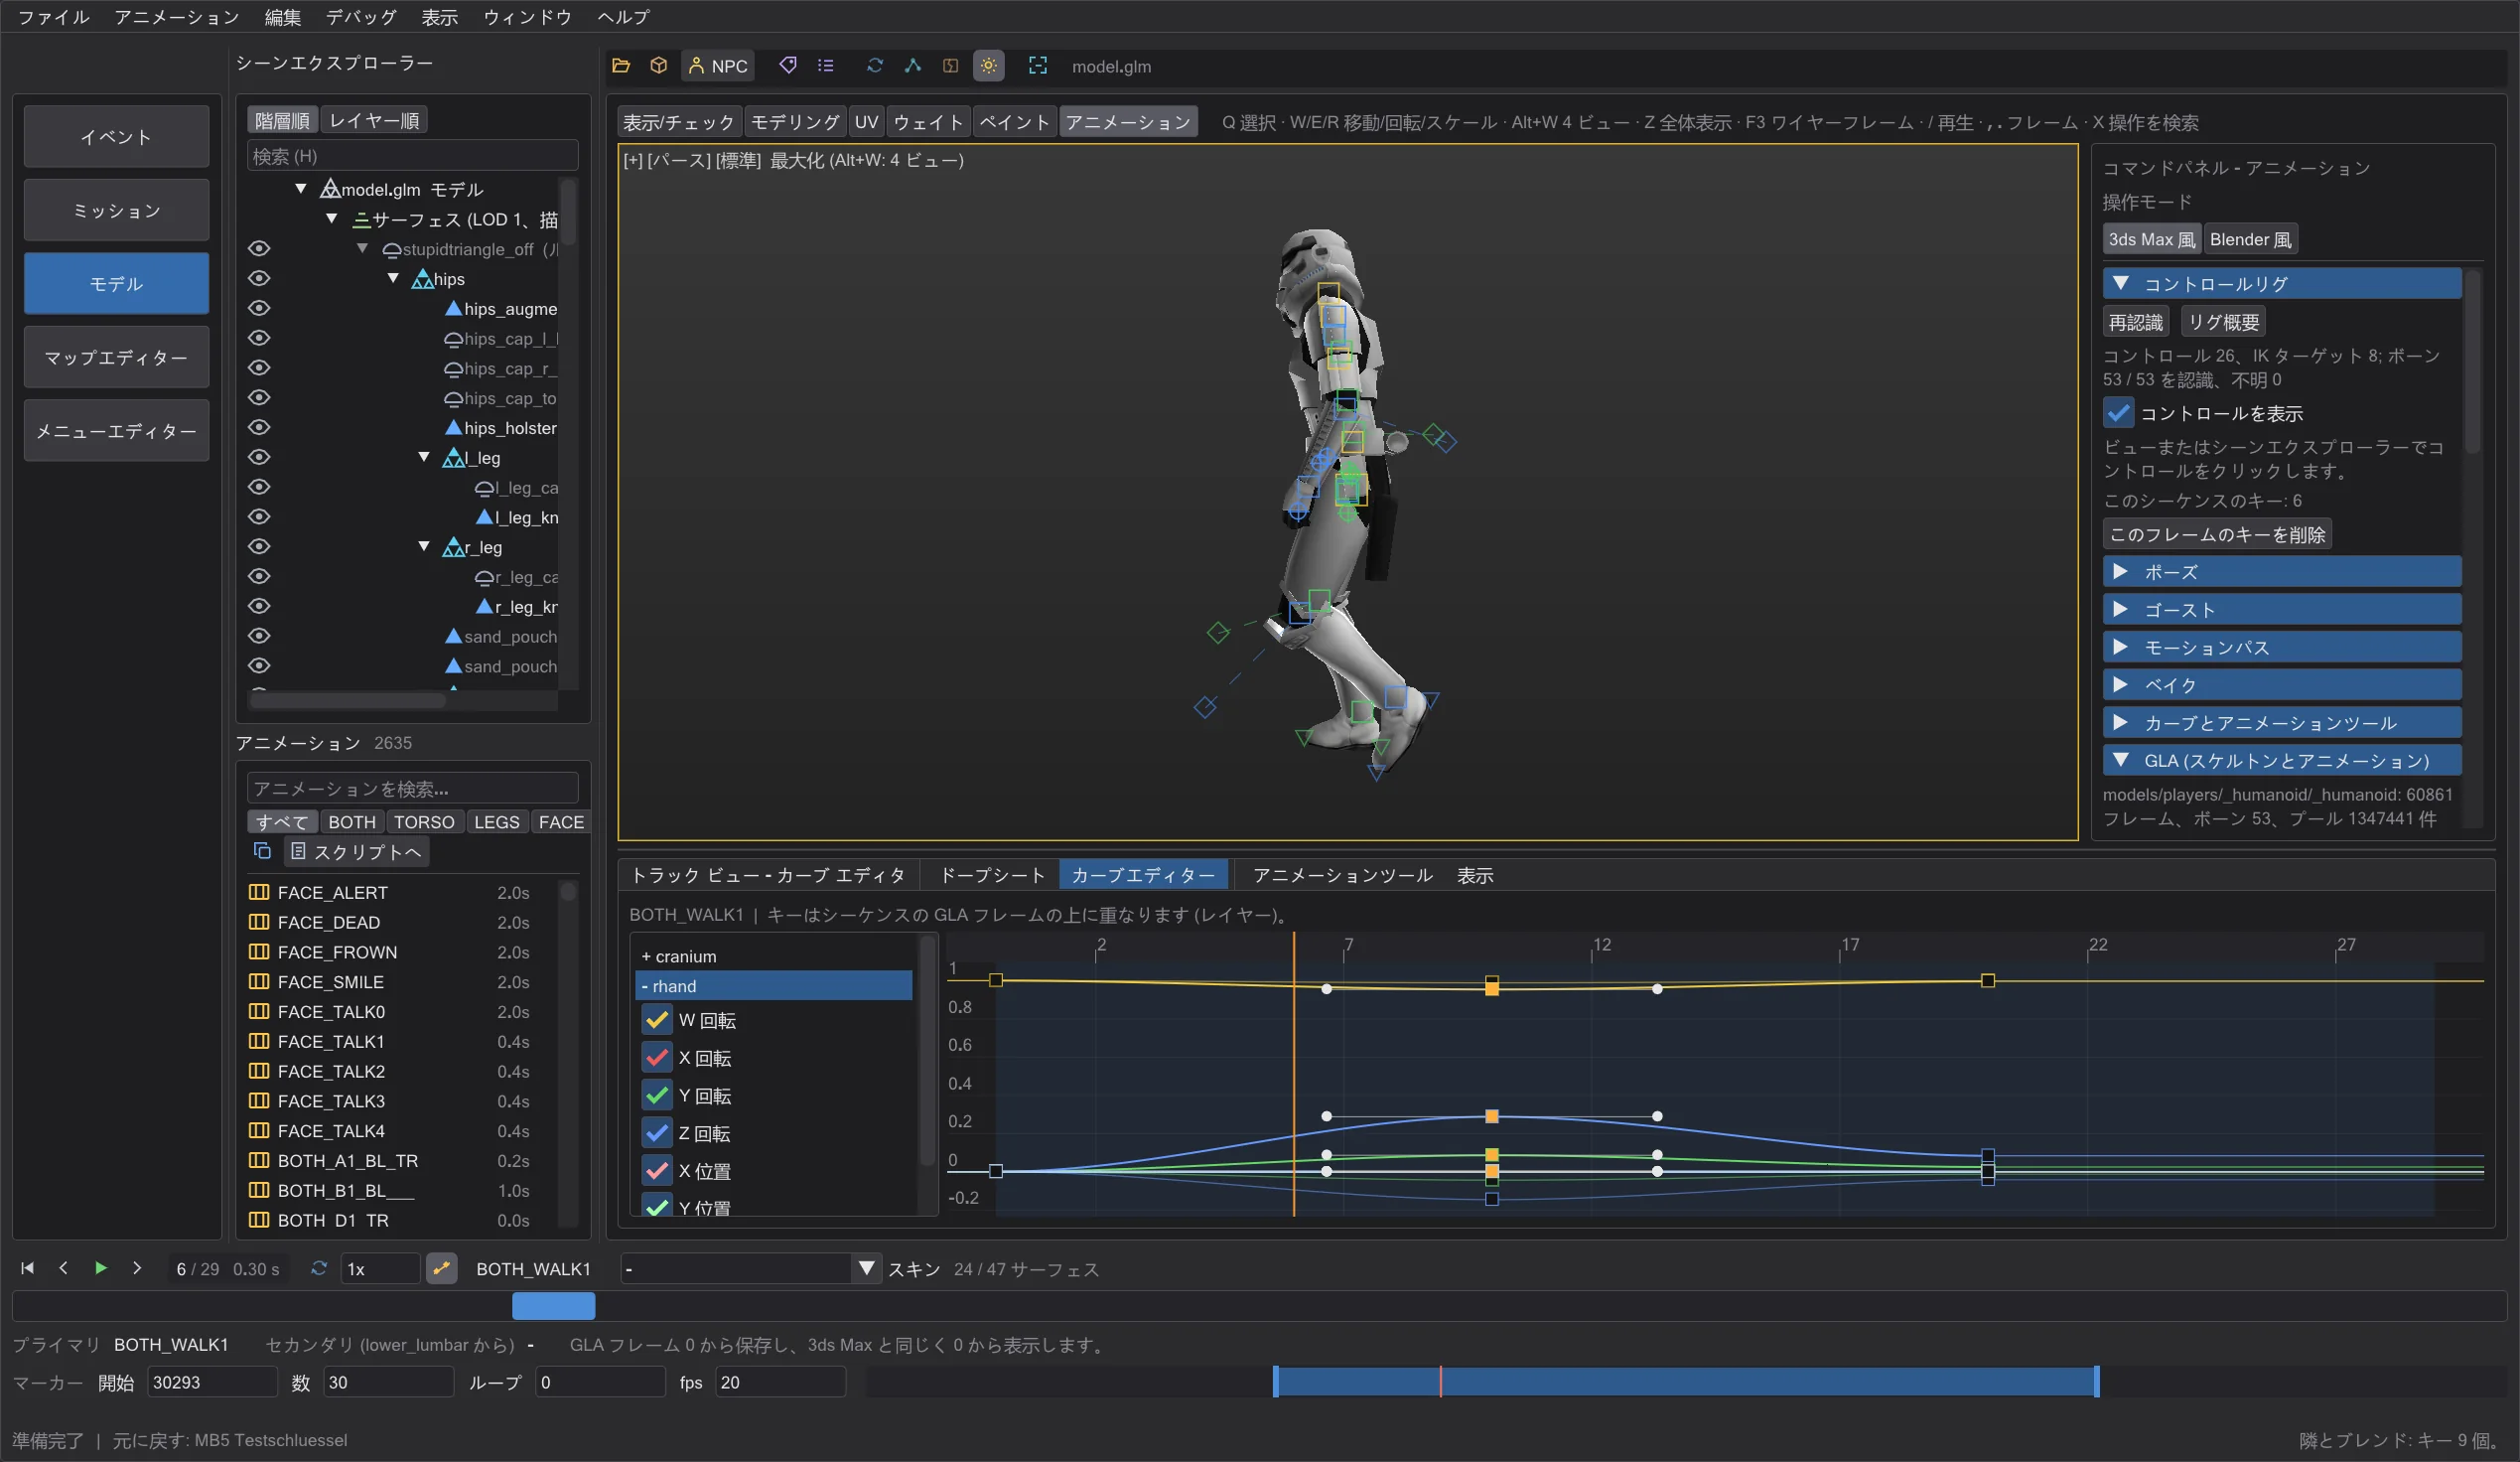 ファイル アニメーション 編集 デバッグ 表示 ウィンドウ ヘルプ
シーンエクスプローラー
NPC model.glm
イベント
ミッション
モデル
マップエディター
メニューエディター
階層順 レイヤー順
検索 (H)
model.glm モデル
サーフェス (LOD 1、描
stupidtriangle_off
hips
hips_augme
hips_cap_l_
hips_cap_r_
hips_cap_to
hips_holster
l_leg
l_leg_ca
l_leg_kn
r_leg
r_leg_ca
r_leg_kn
sand_pouch
sand_pouch
アニメーション 2635
アニメーションを検索...
すべて BOTH TORSO LEGS FACE
スクリプトへ
FACE_ALERT 2.0s
FACE_DEAD 2.0s
FACE_FROWN 2.0s
FACE_SMILE 2.0s
FACE_TALK0 2.0s
FACE_TALK1 0.4s
FACE_TALK2 0.4s
FACE_TALK3 0.4s
FACE_TALK4 0.4s
BOTH_A1_BL_TR 0.2s
BOTH_B1_BL___ 1.0s
BOTH_D1_TR 0.0s
表示/チェック モデリング UV ウェイト ペイント アニメーション Q 選択 · W/E/R 移動/回転/スケール · Alt+W 4 ビュー · Z 全体表示 · F3 ワイヤーフレーム · / 再生 · , . フレーム · X 操作を検索
[+] [パース] [標準] 最大化 (Alt+W: 4 ビュー)
コマンドパネル - アニメーション
操作モード
3ds Max 風 Blender 風
コントロールリグ
再認識 リグ概要
コントロール 26、IK ターゲット 8; ボーン
53 / 53 を認識、不明 0
コントロールを表示
ビューまたはシーンエクスプローラーでコ
ントロールをクリックします。
このシーケンスのキー: 6
このフレームのキーを削除
ポーズ
ゴースト
モーションパス
ベイク
カーブとアニメーションツール
GLA (スケルトンとアニメーション)
models/players/_humanoid/_humanoid: 60861
フレーム、ボーン 53、プール 1347441 件
トラック ビュー - カーブ エディタ ドープシート カーブエディター アニメーションツール 表示
BOTH_WALK1 | キーはシーケンスの GLA フレームの上に重なります (レイヤー)。
+ cranium
- rhand
W 回転
X 回転
Y 回転
Z 回転
X 位置
Y 位置
2 7 12 17 22 27
1
0.8
0.6
0.4
0.2
0
-0.2
6 / 29 0.30 s 1x BOTH_WALK1 - スキン 24 / 47 サーフェス
プライマリ BOTH_WALK1 セカンダリ (lower_lumbar から) - GLA フレーム 0 から保存し、3ds Max と同じく 0 から表示します。
マーカー 開始 30293 数 30 ループ 0 fps 20
準備完了 | 元に戻す: MB5 Testschluessel
隣とブレンド: キー 9 個。